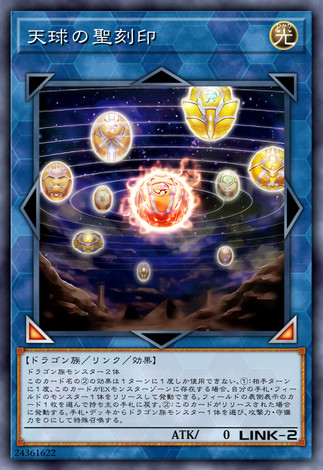 天球の聖刻印
光
【ドラゴン族/リンク/効果】
ドラゴン族モンスター2体
このカード名の②の効果は1ターンに1度しか使用できない。①:相手ターン
に1度、このカードがEXモンスターゾーンに存在する場合、自分の手札・フィー
ルドのモンスター1体をリリースして発動できる。フィールドの表側表示のカー
ド1枚を選んで持ち主の手札に戻す。②:このカードがリリースされた場合
に発動する。手札・デッキからドラゴン族モンスター1体を選び、攻撃力・守備
力を0にして特殊召喚する。
ATK/ 0 LINK-2
24361622